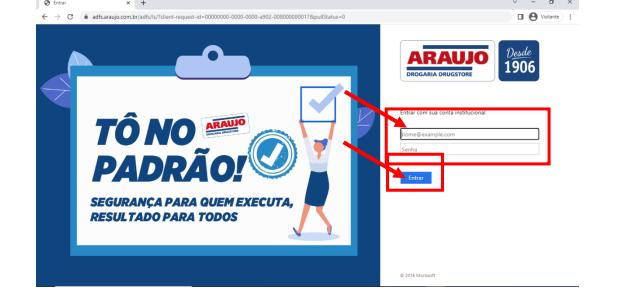 Entrar
adfs.araujo.com.br/adfs/ls/?client-request-id=00000000-0000-0000-a902-0080000000117&pullStatus=0
Visitante
ARAUJO
DROGARIA DRUGSTORE
Desde
1906
TÔ NO
ARAUJO
DROGARIA DRUGSTORE
PADRÃO!
SEGURANÇA PARA QUEM EXECUTA,
RESULTADO PARA TODOS
Entrar com sua conta institucional
nome@example.com
Senha
Entrar
© 2016 Microsoft